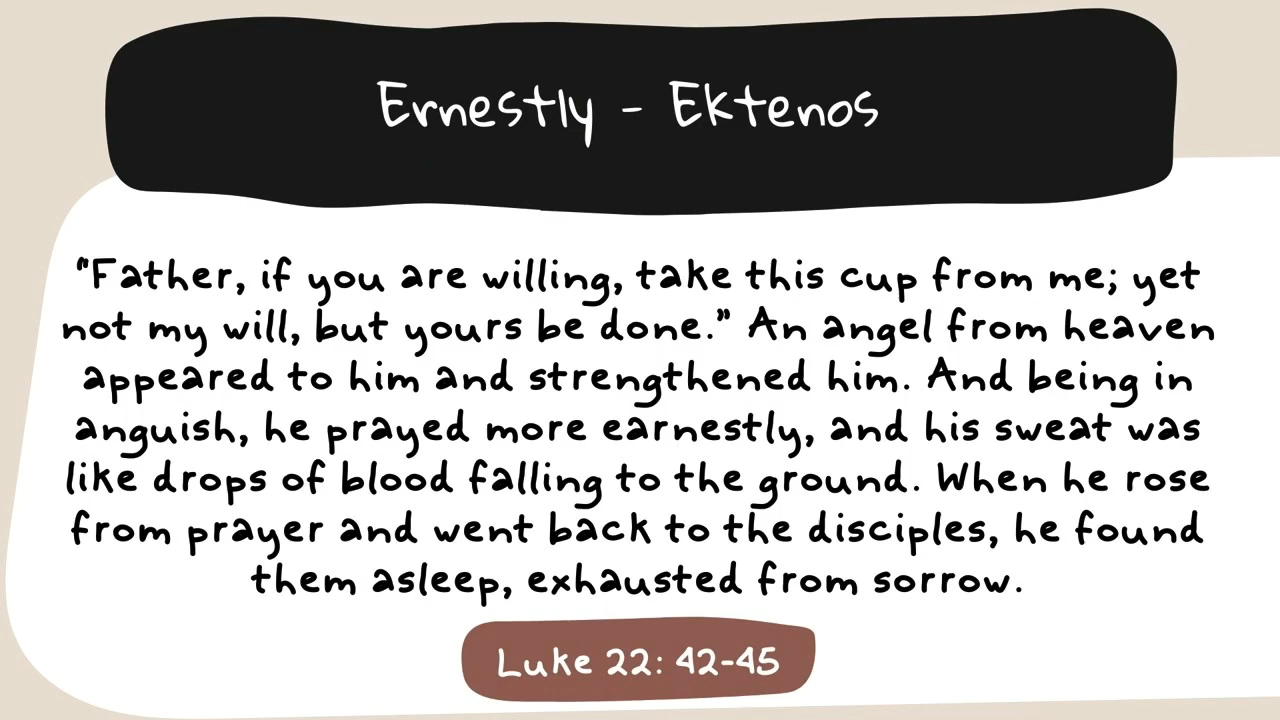 Ernestly - Ektenos
"Father, if you are willing, take this cup from me; yet
not my will, but yours be done." An angel from heaven
appeared to him and strengthened him. And being in
anguish, he prayed more earnestly, and his sweat was
like drops of blood falling to the ground. When he rose
from prayer and went back to the disciples, he found
them asleep, exhausted from sorrow.
Luke 22: 42-45